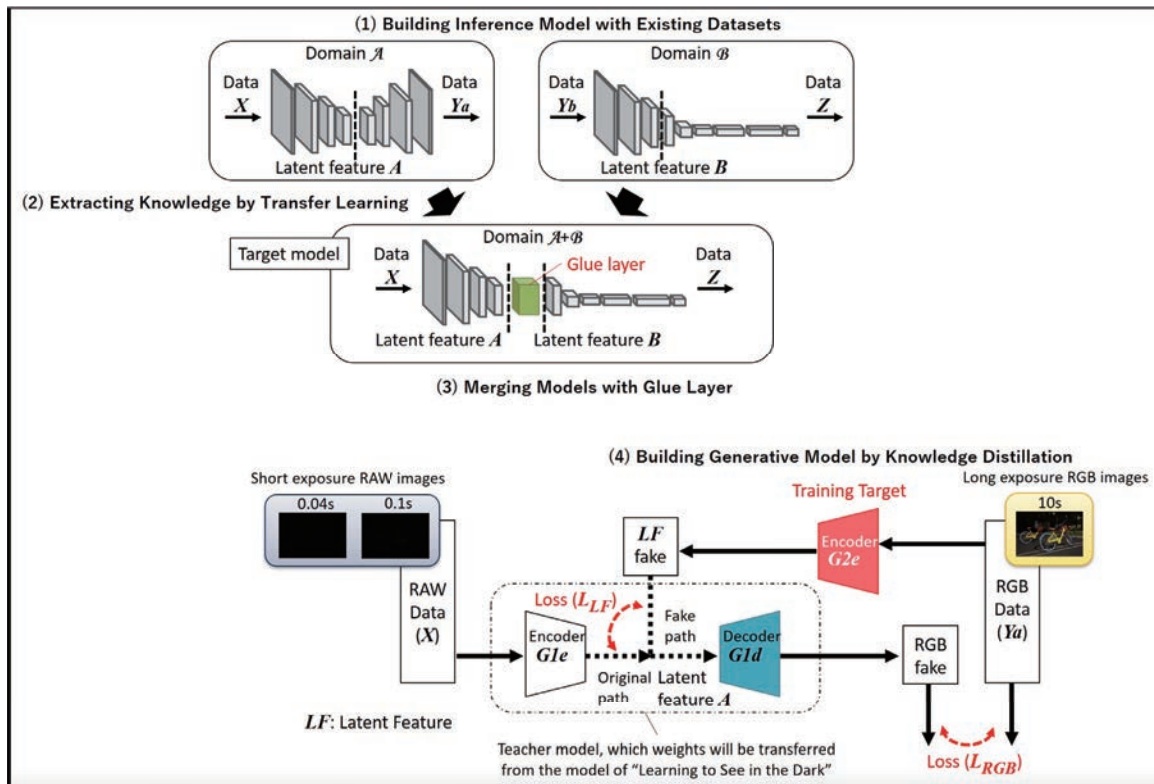 (1) Building Inference Model with Existing Datasets
Domain 𝒜
Data
X
Data
Ya
Latent feature A
Domain ℬ
Data
Yb
Data
Z
Latent feature B
(2) Extracting Knowledge by Transfer Learning
Target model
Domain 𝒜+ℬ
Data
X
Glue layer
Data
Z
Latent feature A
Latent feature B
(3) Merging Models with Glue Layer
(4) Building Generative Model by Knowledge Distillation
Short exposure RAW images
0.04s
0.1s
Training Target
Long exposure RGB images
10s
LF
fake
Encoder
G2e
RAW
Data
(X)
Loss (L_LF)
Fake
path
RGB
Data
(Ya)
Encoder
G1e
Decoder
G1d
RGB
fake
Original
path
Latent
feature A
LF: Latent Feature
Loss (L_RGB)
Teacher model, which weights will be transferred
from the model of "Learning to See in the Dark"